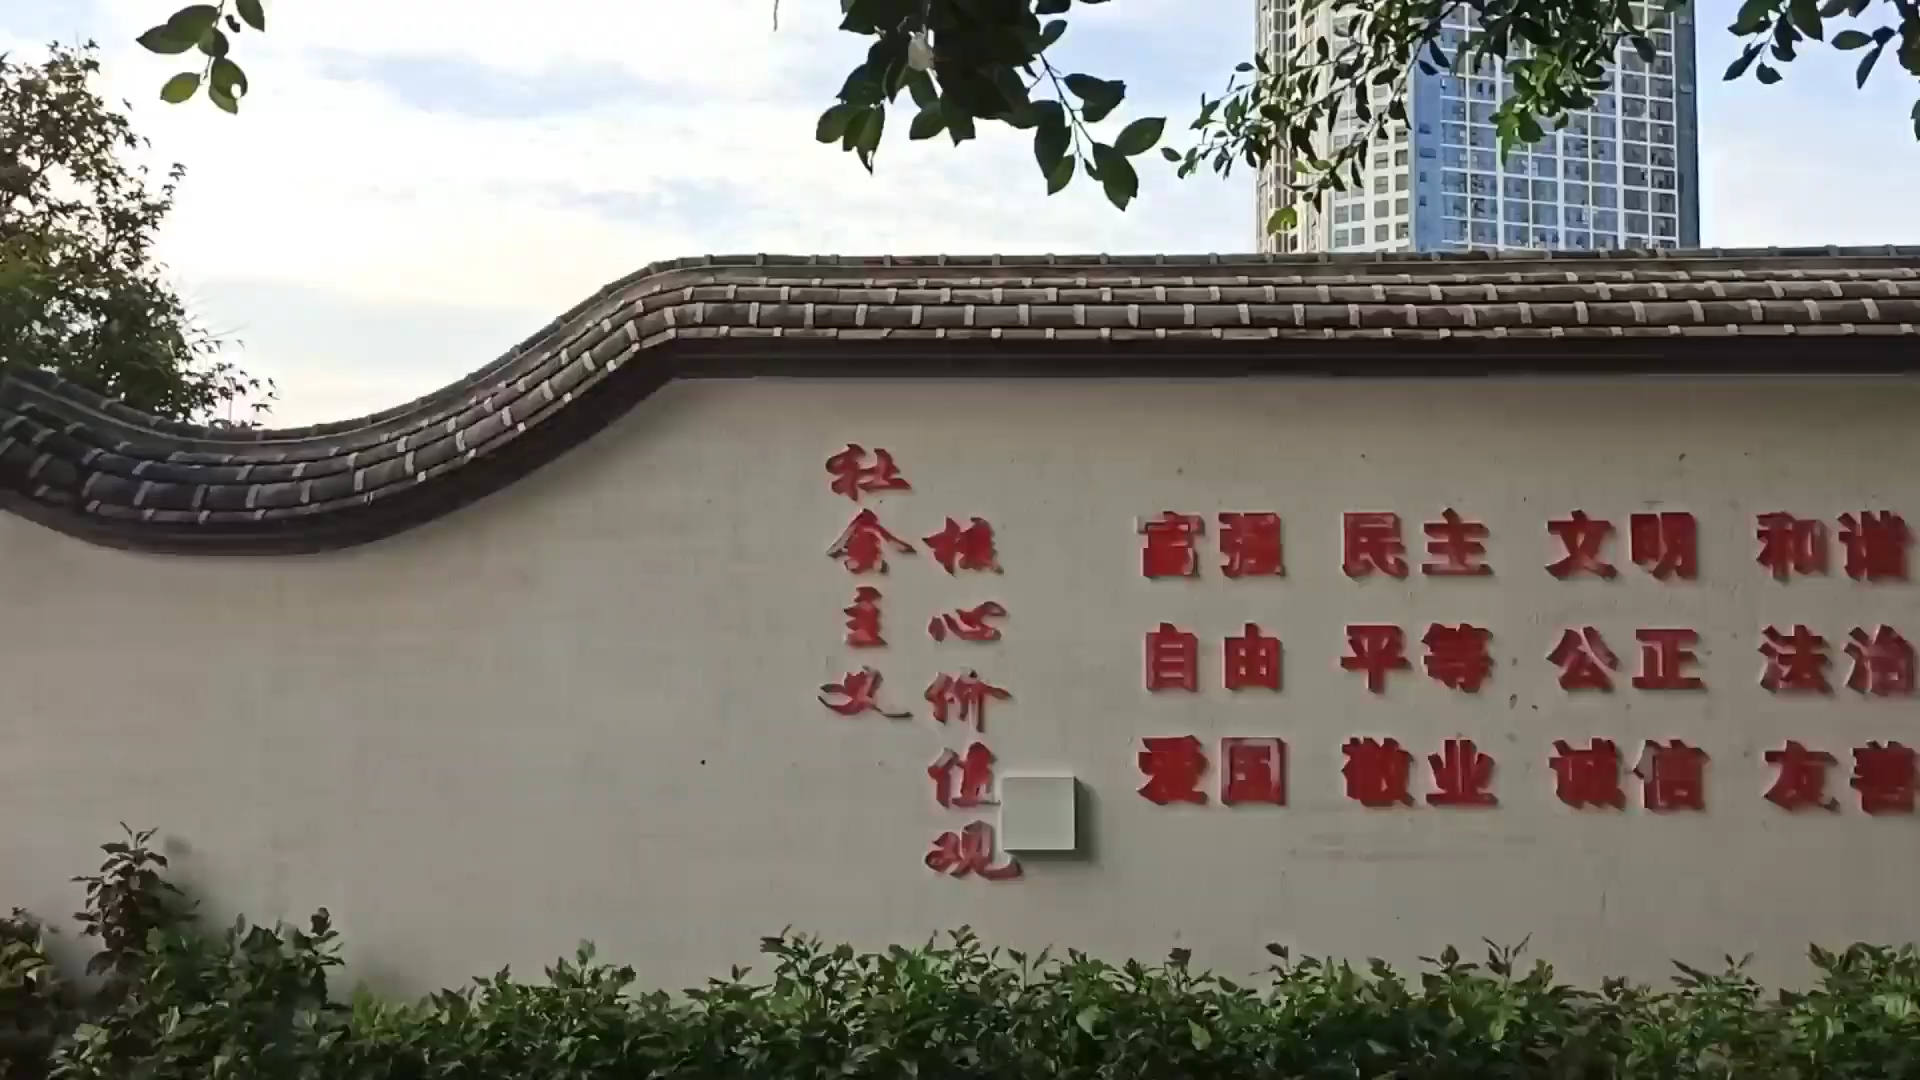 社会主义
核心价值观
富强 民主 文明 和谐
自由 平等 公正 法治
爱国 敬业 诚信 友善